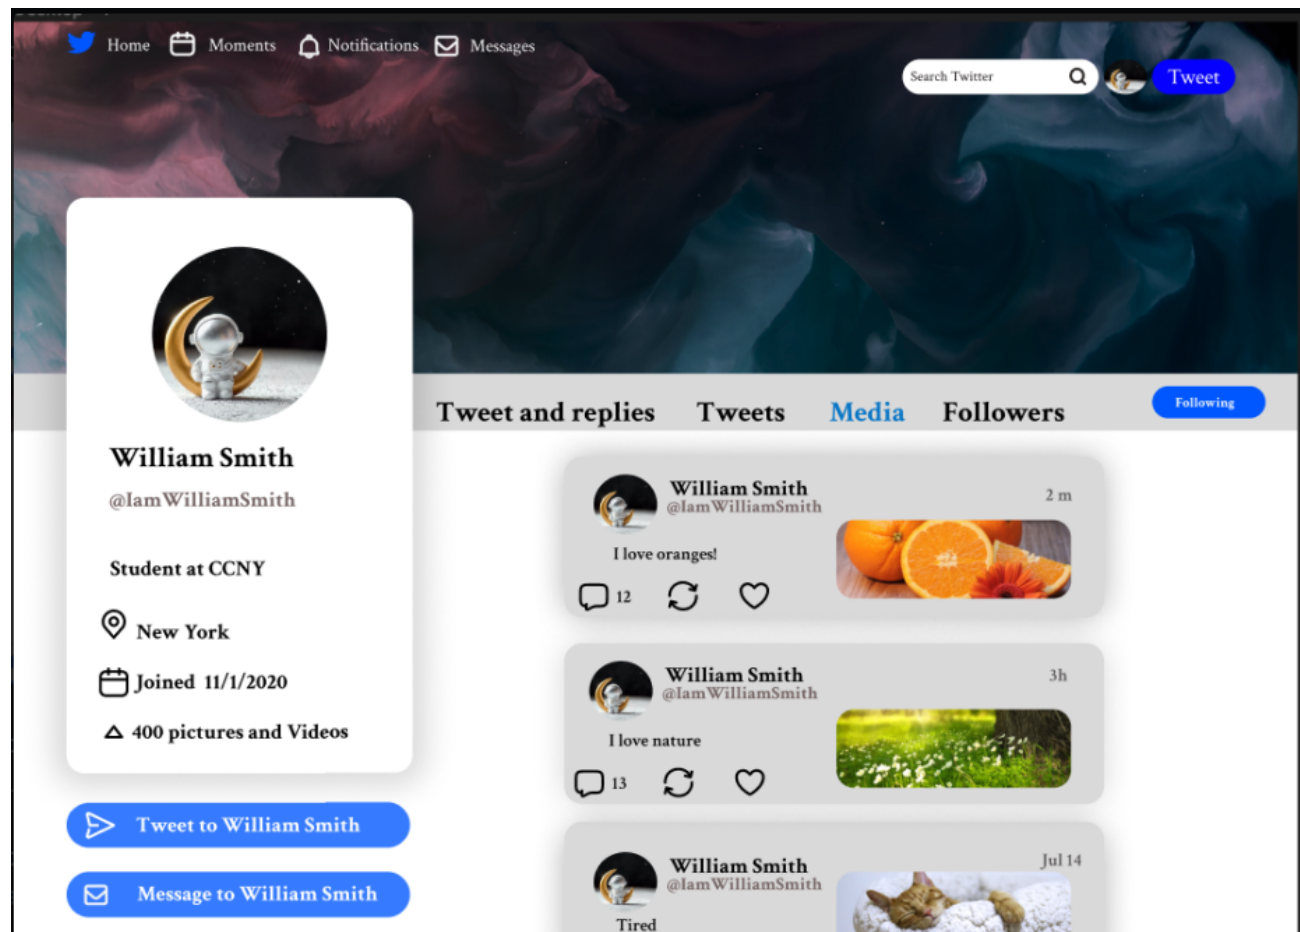 Home Moments Notifications Messages
Search Twitter Tweet
Tweet and replies Tweets Media Followers Following
William Smith
@IamWilliamSmith
Student at CCNY
New York
Joined 11/1/2020
400 pictures and Videos
Tweet to William Smith
Message to William Smith
William Smith
@IamWilliamSmith
2 m
I love oranges!
12
William Smith
@IamWilliamSmith
3h
I love nature
13
William Smith
@IamWilliamSmith
Jul 14
Tired